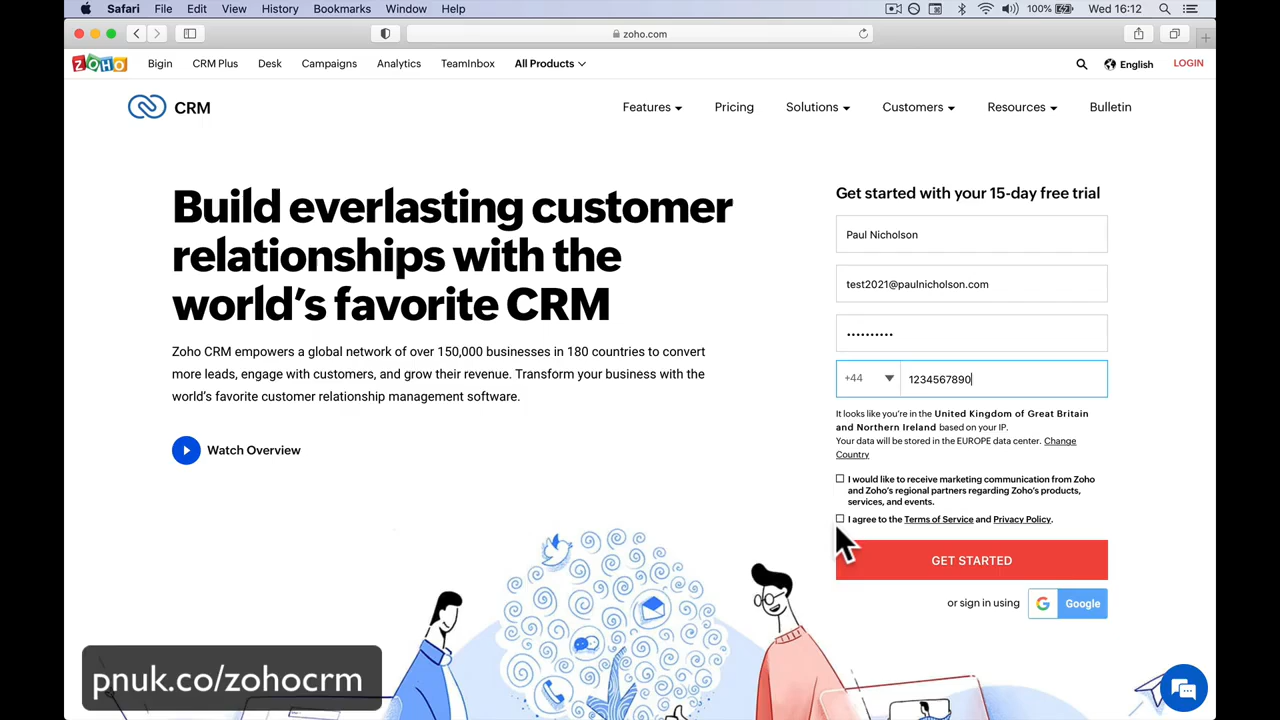 Safari File Edit View History Bookmarks Window Help 100% Wed 16:12
zoho.com
ZOHO Bigin CRM Plus Desk Campaigns Analytics TeamInbox All Products English LOGIN
CRM Features Pricing Solutions Customers Resources Bulletin
Build everlasting customer
relationships with the
world's favorite CRM
Zoho CRM empowers a global network of over 150,000 businesses in 180 countries to convert
more leads, engage with customers, and grow their revenue. Transform your business with the
world's favorite customer relationship management software.
Watch Overview
Get started with your 15-day free trial
Paul Nicholson
test2021@paulnicholson.com
••••••••••
+44 1234567890
It looks like you're in the United Kingdom of Great Britain
and Northern Ireland based on your IP.
Your data will be stored in the EUROPE data center. Change
Country
I would like to receive marketing communication from Zoho
and Zoho's regional partners regarding Zoho's products,
services, and events.
I agree to the Terms of Service and Privacy Policy.
GET STARTED
or sign in using G Google
pnuk.co/zohocrm